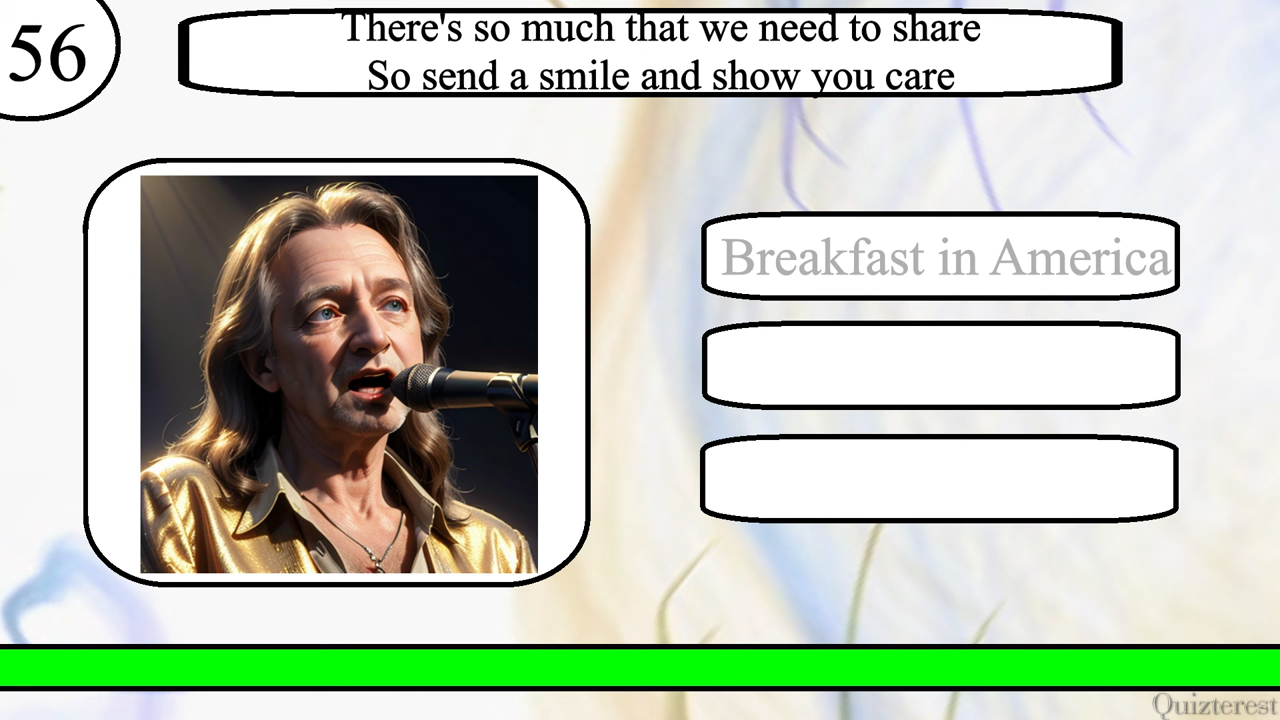 56
There's so much that we need to share
So send a smile and show you care
Breakfast in America
Quizterest